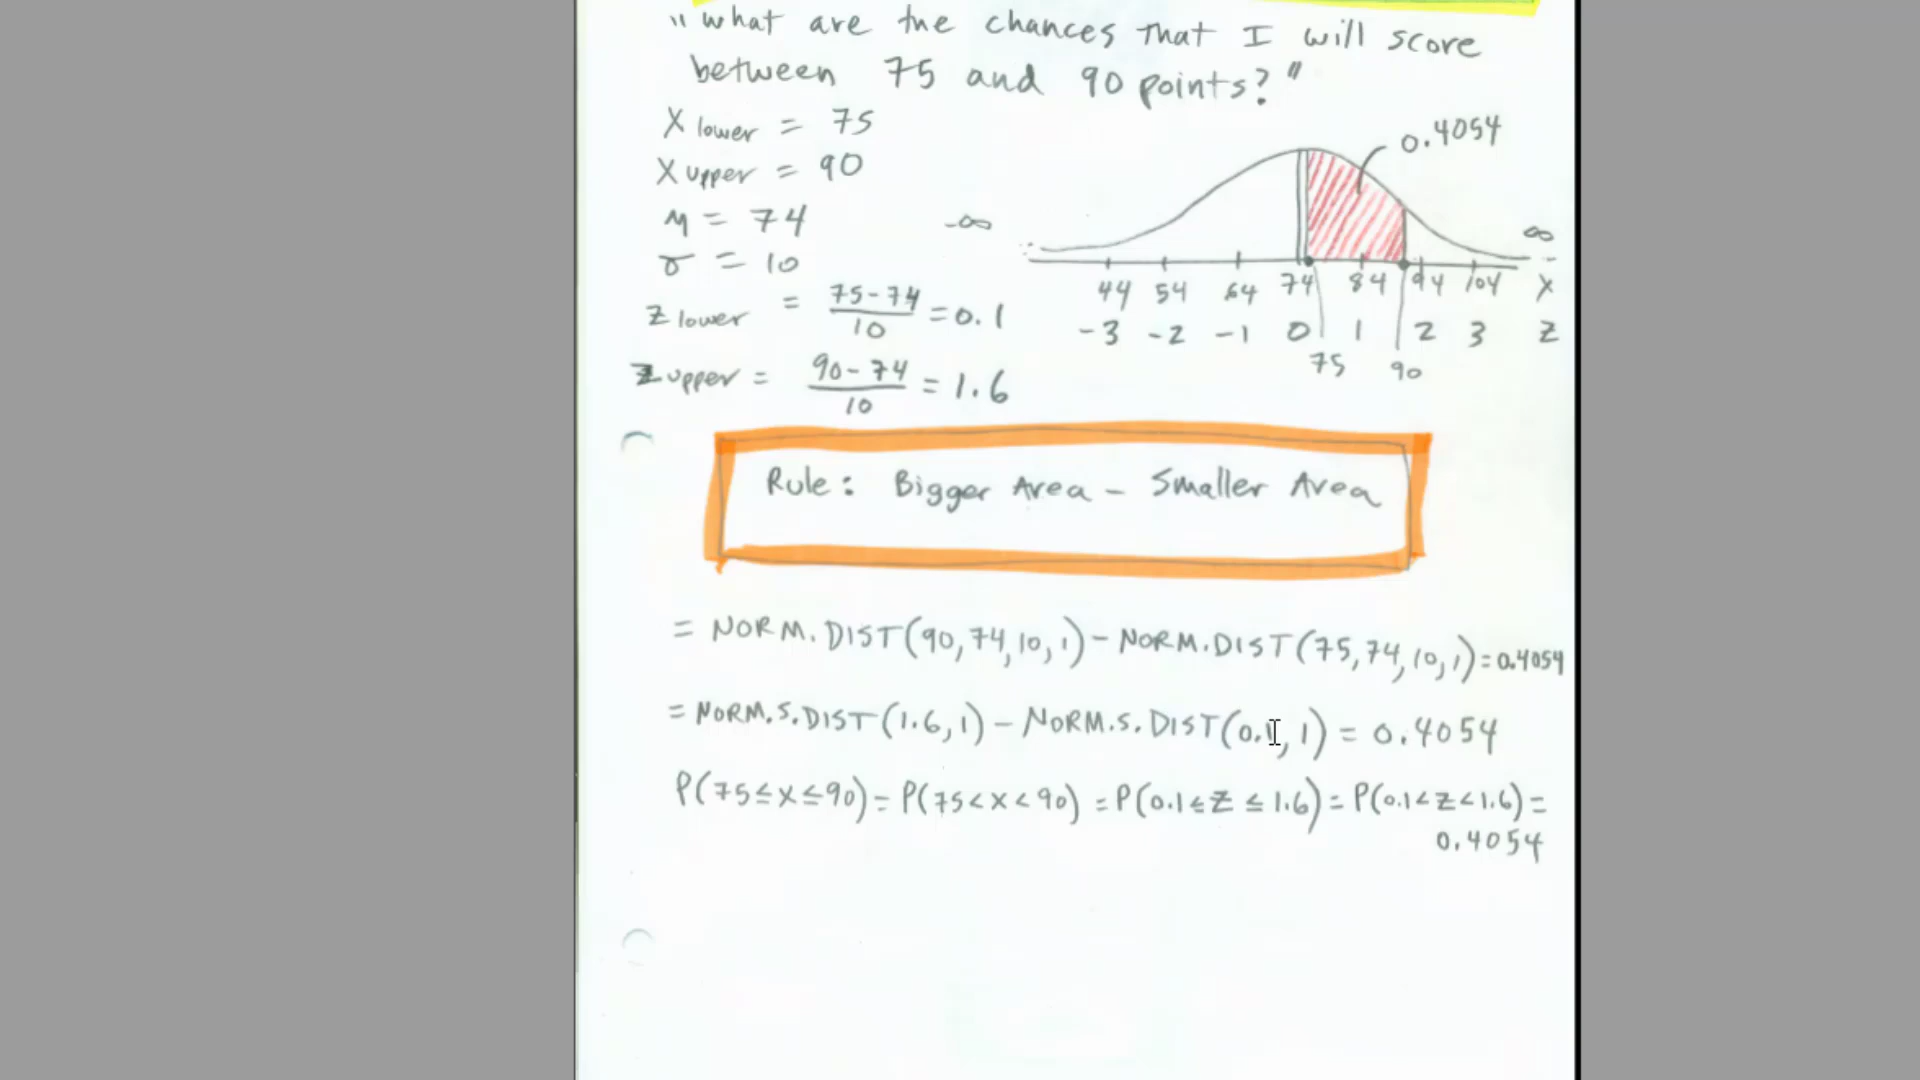 "What are the chances that I will score
between 75 and 90 points?"
X lower = 75
X upper = 90
μ = 74
σ = 10
Z lower = 75-74/10 = 0.1
Z upper = 90-74/10 = 1.6
0.4054
-∞ ∞
44 54 64 74 84 94 104 X
-3 -2 -1 0 1 2 3 Z
75 90
Rule: Bigger Area - Smaller Area
= NORM.DIST(90,74,10,1) - NORM.DIST(75,74,10,1) = 0.4054
= NORM.S.DIST(1.6,1) - NORM.S.DIST(0.1,1) = 0.4054
P(75≤X≤90) = P(75<X<90) = P(0.1≤Z≤1.6) = P(0.1<Z<1.6) =
0.4054